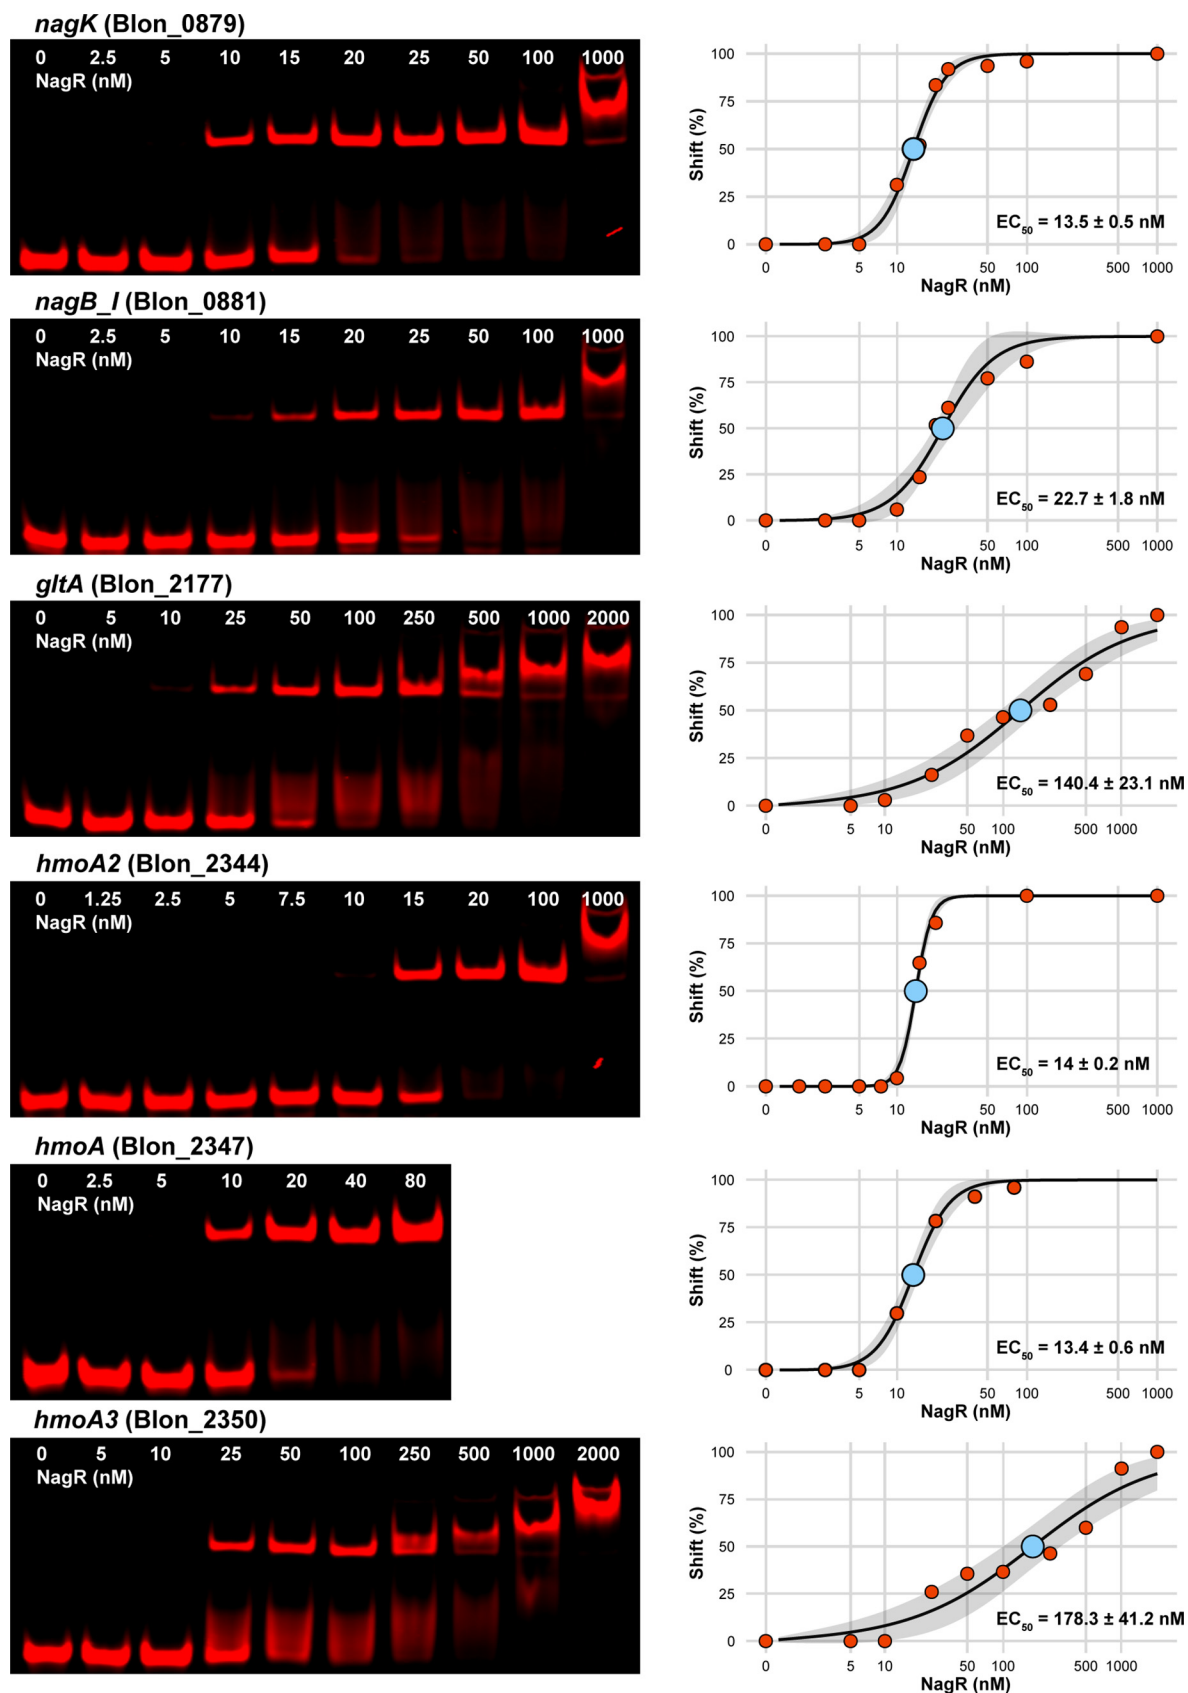 nagK (Blon_0879)
0 2.5 5 10 15 20 25 50 100 1000
NagR (nM)
100
75
50
25
0
Shift (%)
EC50 = 13.5 ± 0.5 nM
0 5 10 50 100 500 1000
NagR (nM)
nagB_I (Blon_0881)
0 2.5 5 10 15 20 25 50 100 1000
NagR (nM)
100
75
50
25
0
Shift (%)
EC50 = 22.7 ± 1.8 nM
0 5 10 50 100 500 1000
NagR (nM)
gltA (Blon_2177)
0 5 10 25 50 100 250 500 1000 2000
NagR (nM)
100
75
50
25
0
Shift (%)
EC50 = 140.4 ± 23.1 nM
0 5 10 50 100 500 1000
NagR (nM)
hmoA2 (Blon_2344)
0 1.25 2.5 5 7.5 10 15 20 100 1000
NagR (nM)
100
75
50
25
0
Shift (%)
EC50 = 14 ± 0.2 nM
0 5 10 50 100 500 1000
NagR (nM)
hmoA (Blon_2347)
0 2.5 5 10 20 40 80
NagR (nM)
100
75
50
25
0
Shift (%)
EC50 = 13.4 ± 0.6 nM
0 5 10 50 100 500 1000
NagR (nM)
hmoA3 (Blon_2350)
0 5 10 25 50 100 250 500 1000 2000
NagR (nM)
100
75
50
25
0
Shift (%)
EC50 = 178.3 ± 41.2 nM
0 5 10 50 100 500 1000
NagR (nM)